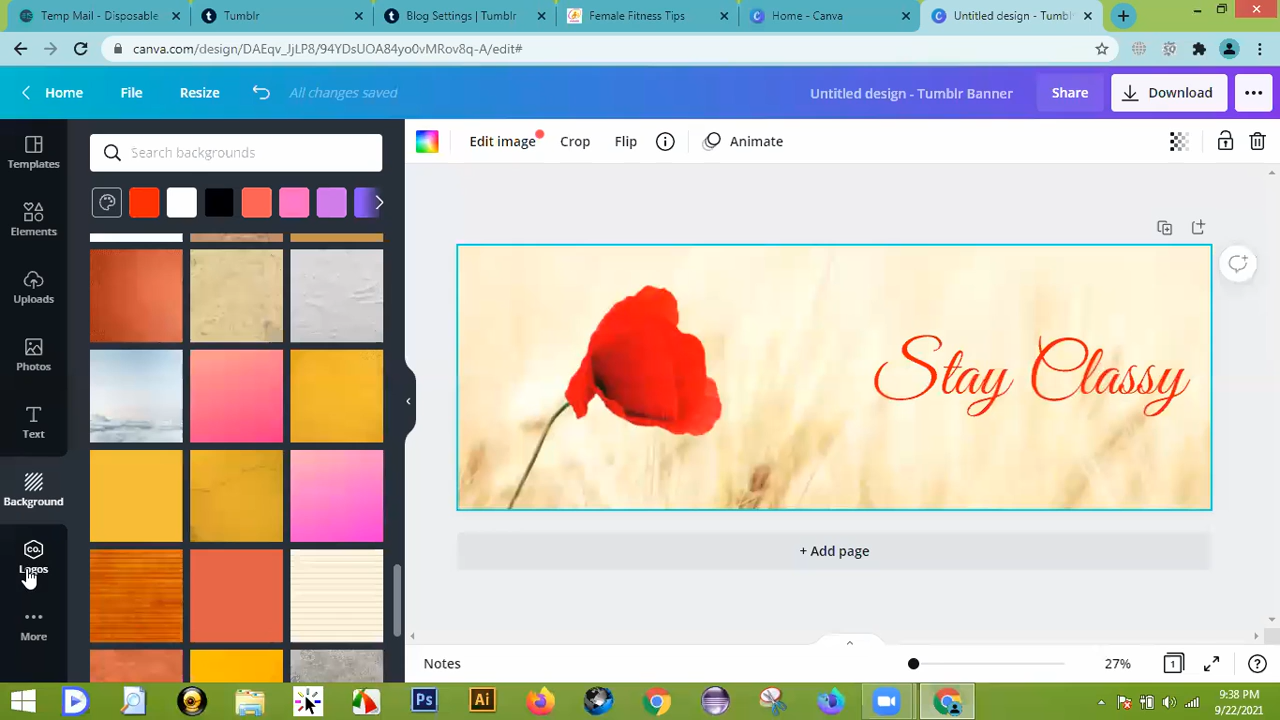 Temp Mail - Disposable
Tumblr
Blog Settings | Tumblr
Female Fitness Tips
Home - Canva
Untitled design - Tumbl
canva.com/design/DAEqv_JjLP8/94YDsUOA84yo0vMRov8q-A/edit#
Home
File
Resize
All changes saved
Untitled design - Tumblr Banner
Share
Download
Templates
Elements
Uploads
Photos
Text
Background
CO.
Logos
More
Search backgrounds
Edit image
Crop
Flip
Animate
Stay Classy
+ Add page
Notes
27%
1
Ps
Ai
9:38 PM
9/22/2021